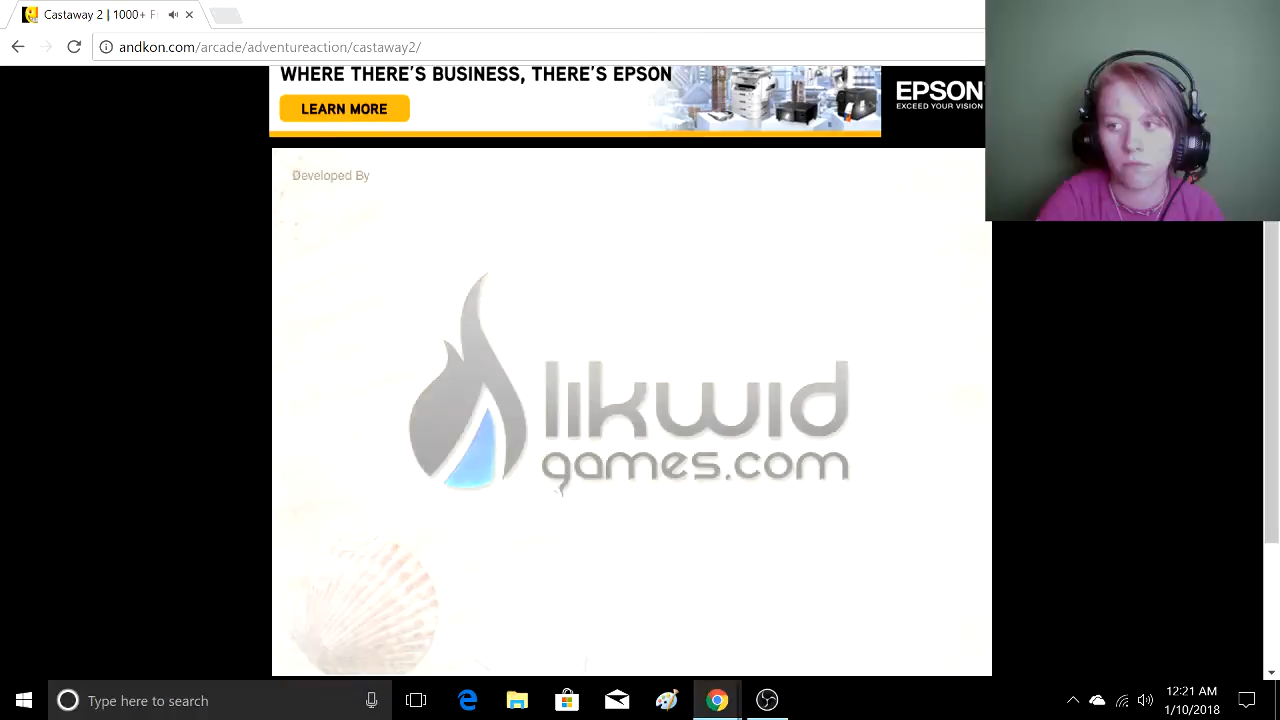 Castaway 2 | 1000+ F
andkon.com/arcade/adventureaction/castaway2/
WHERE THERE'S BUSINESS, THERE'S EPSON
LEARN MORE
EPSON
EXCEED YOUR VISION
Developed By
likwid
games.com
Type here to search
12:21 AM
1/10/2018